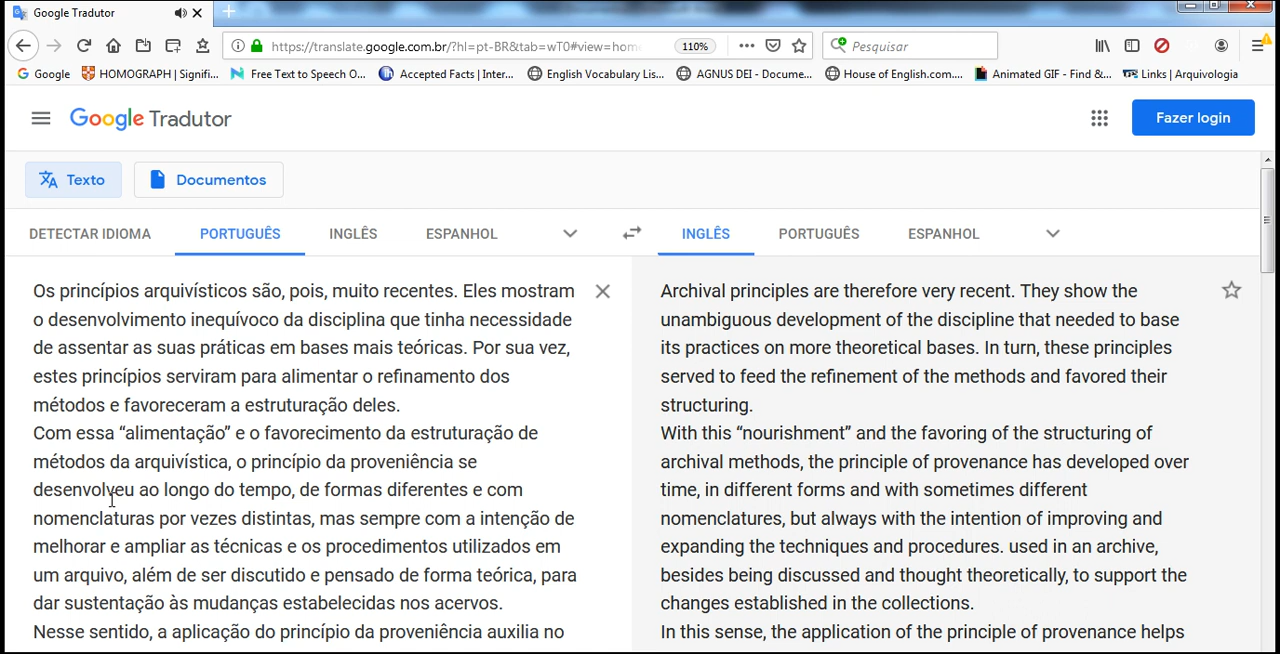 Google Tradutor
https://translate.google.com.br/?hl=pt-BR&tab=wT0#view=hom
110%
Pesquisar
Google
HOMOGRAPH | Signifi...
Free Text to Speech O...
Accepted Facts | Inter...
English Vocabulary Lis...
AGNUS DEI - Docume...
House of English.com....
Animated GIF - Find &...
Links | Arquivologia
Google Tradutor
Fazer login
Texto
Documentos
DETECTAR IDIOMA
PORTUGUÊS
INGLÊS
ESPANHOL
INGLÊS
PORTUGUÊS
ESPANHOL
Os princípios arquivísticos são, pois, muito recentes. Eles mostram
o desenvolvimento inequívoco da disciplina que tinha necessidade
de assentar as suas práticas em bases mais teóricas. Por sua vez,
estes princípios serviram para alimentar o refinamento dos
métodos e favoreceram a estruturação deles.
Com essa “alimentação” e o favorecimento da estruturação de
métodos da arquivística, o princípio da proveniência se
desenvolveu ao longo do tempo, de formas diferentes e com
nomenclaturas por vezes distintas, mas sempre com a intenção de
melhorar e ampliar as técnicas e os procedimentos utilizados em
um arquivo, além de ser discutido e pensado de forma teórica, para
dar sustentação às mudanças estabelecidas nos acervos.
Nesse sentido, a aplicação do princípio da proveniência auxilia no
Archival principles are therefore very recent. They show the
unambiguous development of the discipline that needed to base
its practices on more theoretical bases. In turn, these principles
served to feed the refinement of the methods and favored their
structuring.
With this “nourishment” and the favoring of the structuring of
archival methods, the principle of provenance has developed over
time, in different forms and with sometimes different
nomenclatures, but always with the intention of improving and
expanding the techniques and procedures. used in an archive,
besides being discussed and thought theoretically, to support the
changes established in the collections.
In this sense, the application of the principle of provenance helps